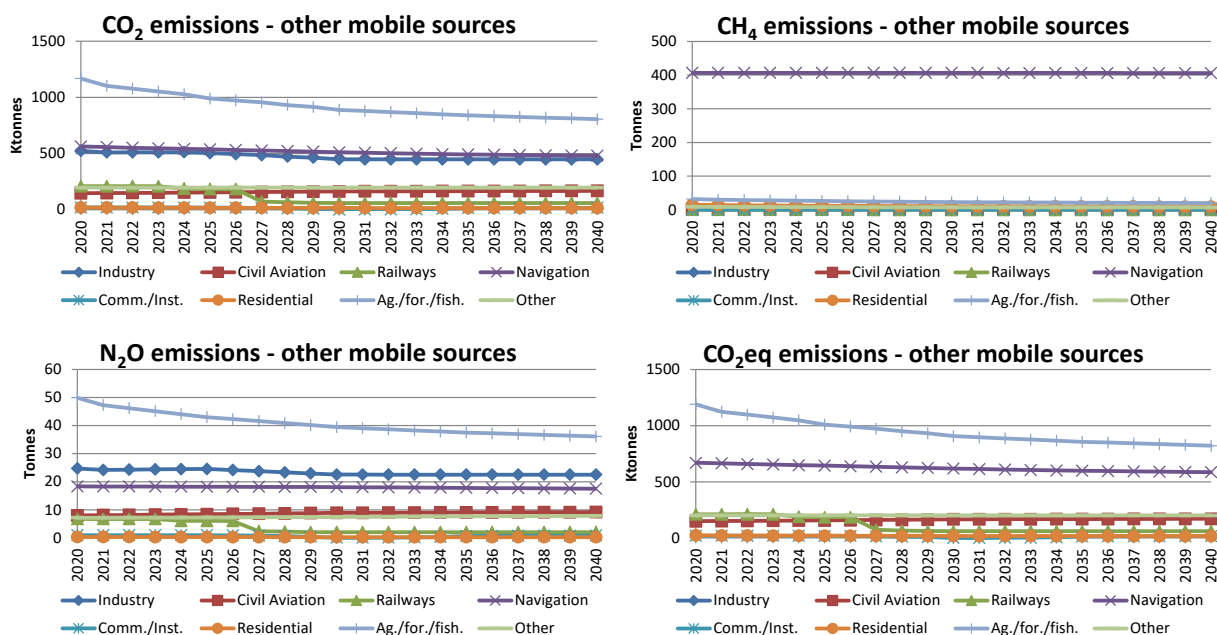 CO₂ emissions - other mobile sources
1500
1000
500
0
Ktonnes
2020 2021 2022 2023 2024 2025 2026 2027 2028 2029 2030 2031 2032 2033 2034 2035 2036 2037 2038 2039 2040
Industry Civil Aviation Railways Navigation
Comm./Inst. Residential Ag./for./fish. Other
CH₄ emissions - other mobile sources
500
400
300
200
100
0
Tonnes
2020 2021 2022 2023 2024 2025 2026 2027 2028 2029 2030 2031 2032 2033 2034 2035 2036 2037 2038 2039 2040
Industry Civil Aviation Railways Navigation
Comm./Inst. Residential Ag./for./fish. Other
N₂O emissions - other mobile sources
60
50
40
30
20
10
0
Tonnes
2020 2021 2022 2023 2024 2025 2026 2027 2028 2029 2030 2031 2032 2033 2034 2035 2036 2037 2038 2039 2040
Industry Civil Aviation Railways Navigation
Comm./Inst. Residential Ag./for./fish. Other
CO₂eq emissions - other mobile sources
1500
1000
500
0
Ktonnes
2020 2021 2022 2023 2024 2025 2026 2027 2028 2029 2030 2031 2032 2033 2034 2035 2036 2037 2038 2039 2040
Industry Civil Aviation Railways Navigation
Comm./Inst. Residential Ag./for./fish. Other